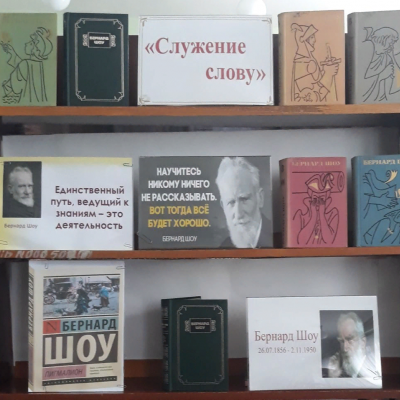 БЕРНАРД
ШОУ
«Служение
слову»
Единственный
путь, ведущий к
знаниям – это
деятельность
Бернард Шоу
НАУЧИТЕСЬ
НИКОМУ НИЧЕГО
НЕ РАССКАЗЫВАТЬ.
ВОТ ТОГДА ВСЁ
БУДЕТ ХОРОШО.
БЕРНАРД ШОУ
БЕРНАРД ШОУ
БЕРНАРД ШОУ
БЕРНАРД
ШОУ
ПИГМАЛИОН
Бернард Шоу
26.07.1856 - 2.11.1950